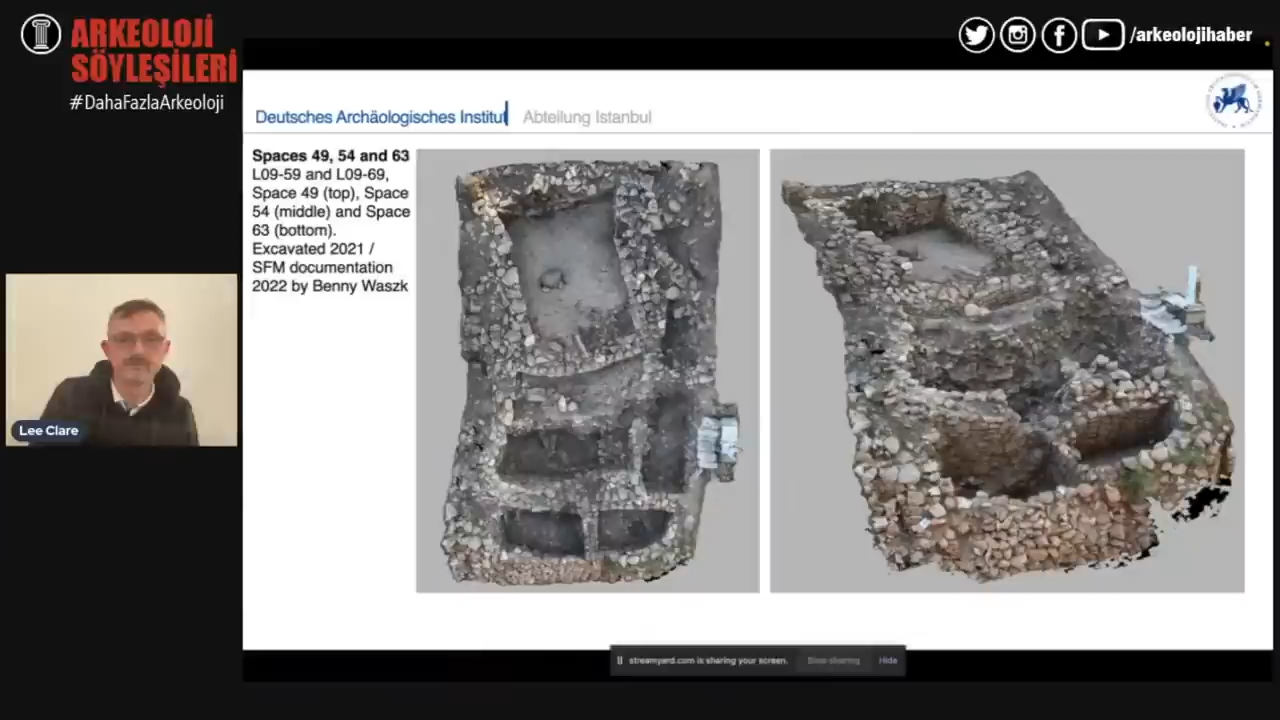 ARKEOLOJİ
SÖYLEŞİLERİ
#DahaFazlaArkeoloji
/arkeolojihaber
Deutsches Archäologisches Institut
Abteilung Istanbul
Spaces 49, 54 and 63
L09-59 and L09-69,
Space 49 (top), Space
54 (middle) and Space
63 (bottom).
Excavated 2021 /
SFM documentation
2022 by Benny Waszk
Lee Clare
streamyard.com is sharing your screen.
Stop sharing
Hide